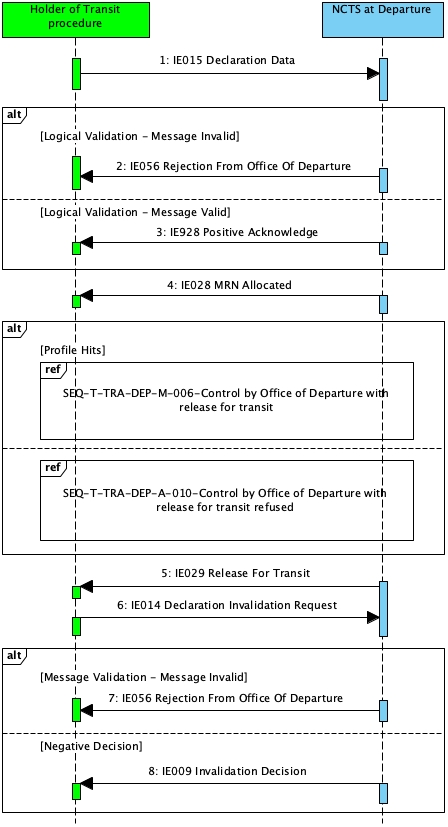 Holder of Transit
procedure
NCTS at Departure
1: IE015 Declaration Data
alt
[Logical Validation – Message Invalid]
2: IE056 Rejection From Office Of Departure
[Logical Validation – Message Valid]
3: IE928 Positive Acknowledge
4: IE028 MRN Allocated
alt
[Profile Hits]
ref
SEQ-T-TRA-DEP-M-006-Control by Office of Departure with
release for transit
ref
SEQ-T-TRA-DEP-A-010-Control by Office of Departure with
release for transit refused
5: IE029 Release For Transit
6: IE014 Declaration Invalidation Request
alt
[Message Validation – Message Invalid]
7: IE056 Rejection From Office Of Departure
[Negative Decision]
8: IE009 Invalidation Decision